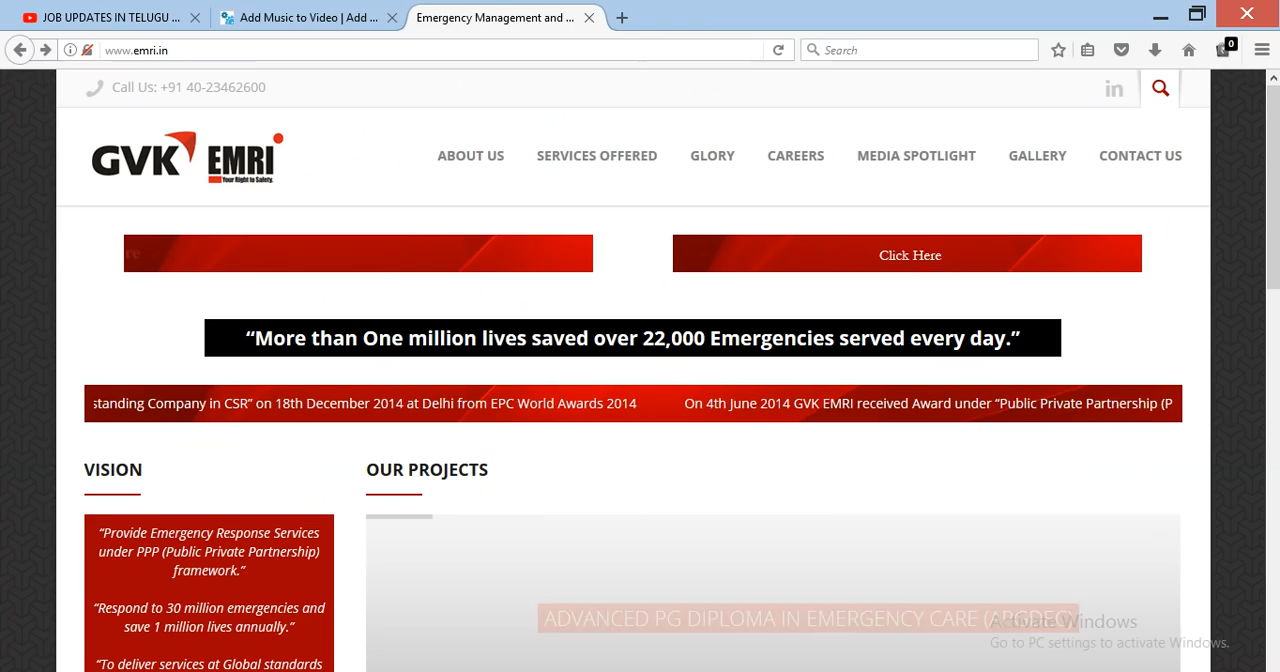 JOB UPDATES IN TELUGU ...
Add Music to Video | Add ...
Emergency Management and ...
www.emri.in
Search
0
Call Us: +91 40-23462600
in
GVK EMRI
Your Right to Safety.
ABOUT US
SERVICES OFFERED
GLORY
CAREERS
MEDIA SPOTLIGHT
GALLERY
CONTACT US
re
Click Here
“More than One million lives saved over 22,000 Emergencies served every day.”
standing Company in CSR” on 18th December 2014 at Delhi from EPC World Awards 2014
On 4th June 2014 GVK EMRI received Award under “Public Private Partnership (P
VISION
OUR PROJECTS
“Provide Emergency Response Services
under PPP (Public Private Partnership)
framework.”
“Respond to 30 million emergencies and
save 1 million lives annually.”
“To deliver services at Global standards
ADVANCED PG DIPLOMA IN EMERGENCY CARE
Activate Windows
Go to PC settings to activate Windows.